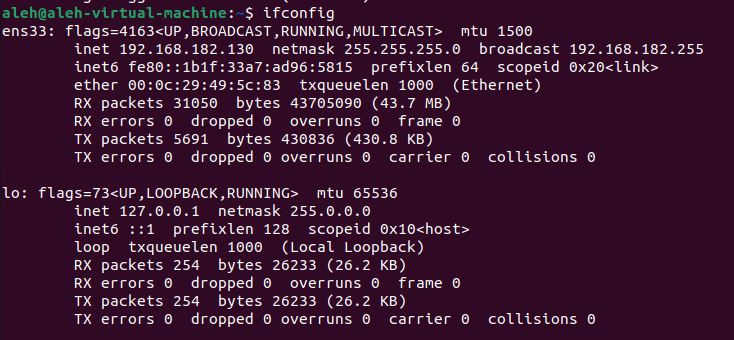 aleh@aleh-virtual-machine:~$ ifconfig
ens33: flags=4163<UP,BROADCAST,RUNNING,MULTICAST>  mtu 1500
        inet 192.168.182.130  netmask 255.255.255.0  broadcast 192.168.182.255
        inet6 fe80::1b1f:33a7:ad96:5815  prefixlen 64  scopeid 0x20<link>
        ether 00:0c:29:49:5c:83  txqueuelen 1000  (Ethernet)
        RX packets 31050  bytes 43705090 (43.7 MB)
        RX errors 0  dropped 0  overruns 0  frame 0
        TX packets 5691  bytes 430836 (430.8 KB)
        TX errors 0  dropped 0 overruns 0  carrier 0  collisions 0

lo: flags=73<UP,LOOPBACK,RUNNING>  mtu 65536
        inet 127.0.0.1  netmask 255.0.0.0
        inet6 ::1  prefixlen 128  scopeid 0x10<host>
        loop  txqueuelen 1000  (Local Loopback)
        RX packets 254  bytes 26233 (26.2 KB)
        RX errors 0  dropped 0  overruns 0  frame 0
        TX packets 254  bytes 26233 (26.2 KB)
        TX errors 0  dropped 0 overruns 0  carrier 0  collisions 0